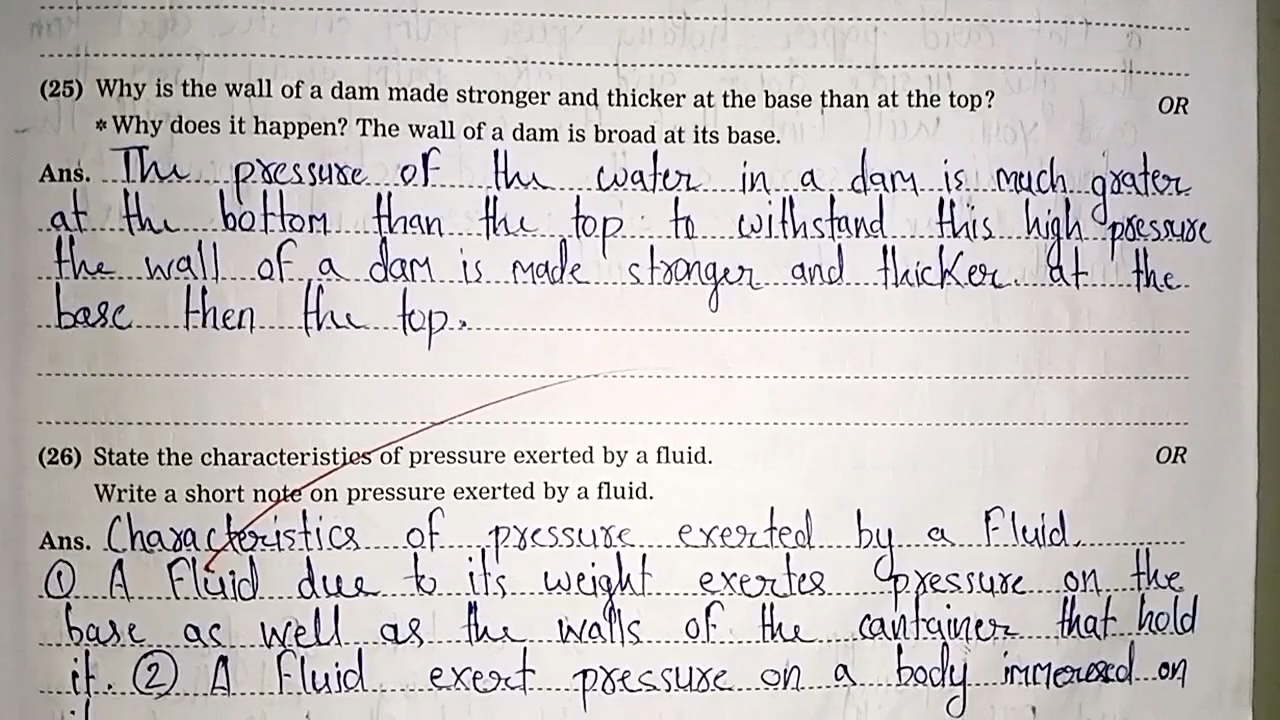 (25) Why is the wall of a dam made stronger and thicker at the base than at the top? OR
* Why does it happen? The wall of a dam is broad at its base.
Ans. The pressure of the water in a dam is much grater
at the bottom than the top to withstand this high pressure
the wall of a dam is made stronger and thicker at the
base then the top.
(26) State the characteristics of pressure exerted by a fluid. OR
Write a short note on pressure exerted by a fluid.
Ans. Characteristics of pressure exerted by a Fluid.
① A Fluid due to its weight exertes pressure on the
base as well as the walls of the cantainer that hold
it. ② A Fluid exert pressure on a body immeresed on